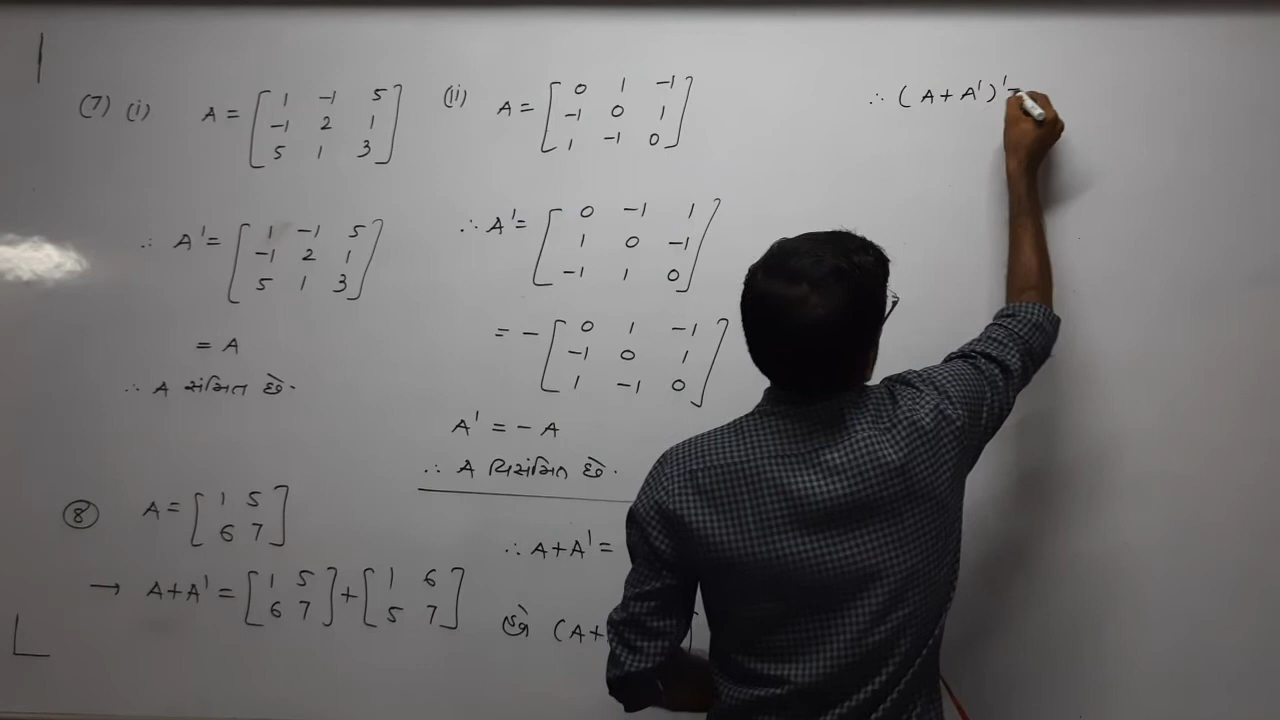 (7) (i) A = [ 1 -1 5
-1 2 1
5 1 3 ]
∴ A' = [ 1 -1 5
-1 2 1
5 1 3 ]
= A
∴ A સંમિત છે.
(ii) A = [ 0 1 -1
-1 0 1
1 -1 0 ]
∴ A' = [ 0 -1 1
1 0 -1
-1 1 0 ]
= - [ 0 1 -1
-1 0 1
1 -1 0 ]
A' = - A
∴ A વિસંમિત છે.
⑧ A = [ 1 5
6 7 ]
→ A+A' = [ 1 5
6 7 ] + [ 1 6
5 7 ]
∴ A+A' =
(A+
∴ (A+A')' =